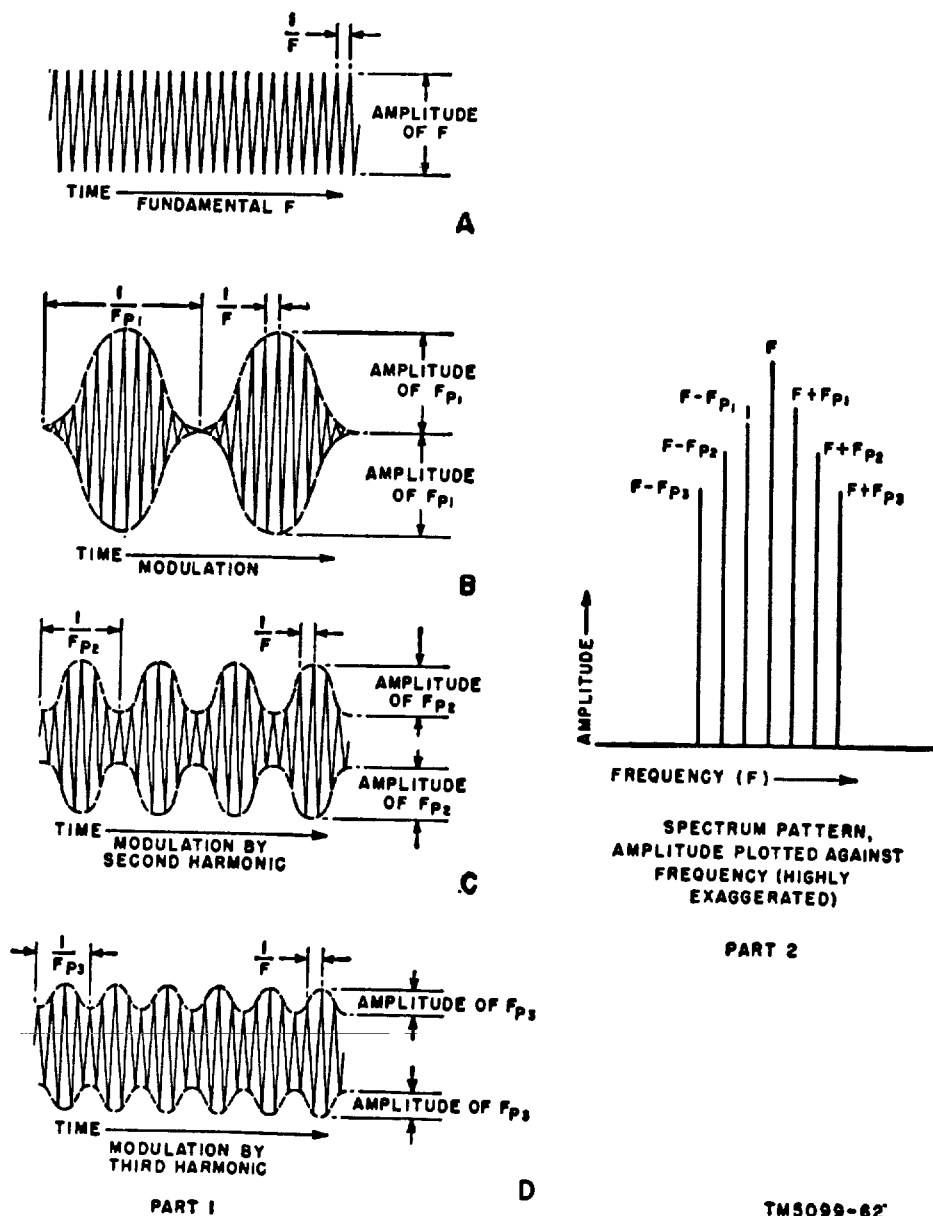 1
F
AMPLITUDE
OF F
TIME
FUNDAMENTAL F
A
1
FP1
1
F
AMPLITUDE
OF FP1
AMPLITUDE
OF FP1
TIME
MODULATION
B
1
FP2
1
F
AMPLITUDE
OF FP2
AMPLITUDE
OF FP2
TIME
MODULATION BY
SECOND HARMONIC
C
1
FP3
1
F
AMPLITUDE OF FP3
AMPLITUDE OF FP3
TIME
MODULATION BY
THIRD HARMONIC
D
PART 1
F
F-FP1
F+FP1
F-FP2
F+FP2
F-FP3
F+FP3
AMPLITUDE
FREQUENCY (F)
SPECTRUM PATTERN,
AMPLITUDE PLOTTED AGAINST
FREQUENCY (HIGHLY
EXAGGERATED)
PART 2
TM5099-62